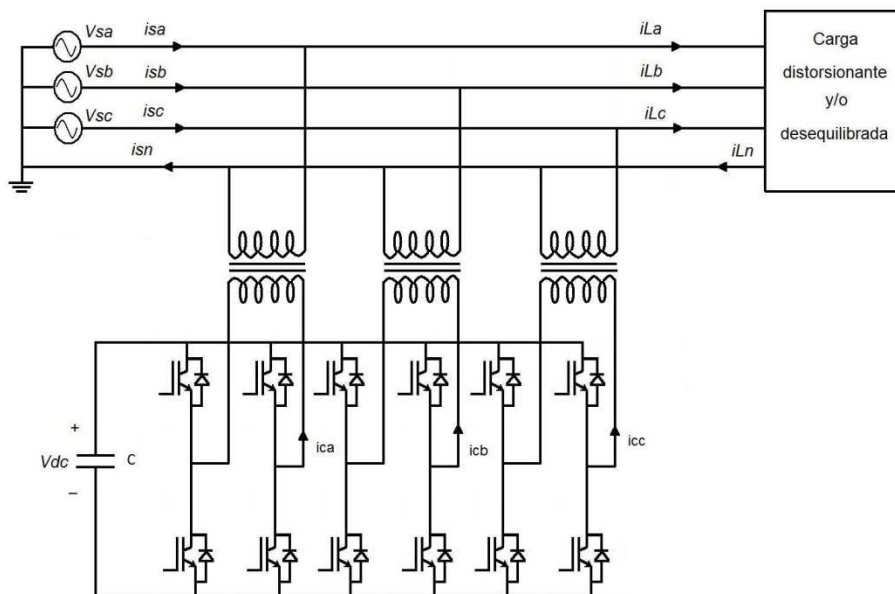 Vsa isa iLa
Vsb isb iLb
Vsc isc iLc
isn iLn
Carga
distorsionante
y/o
desequilibrada
ica
icb
icc
+
Vdc C
–